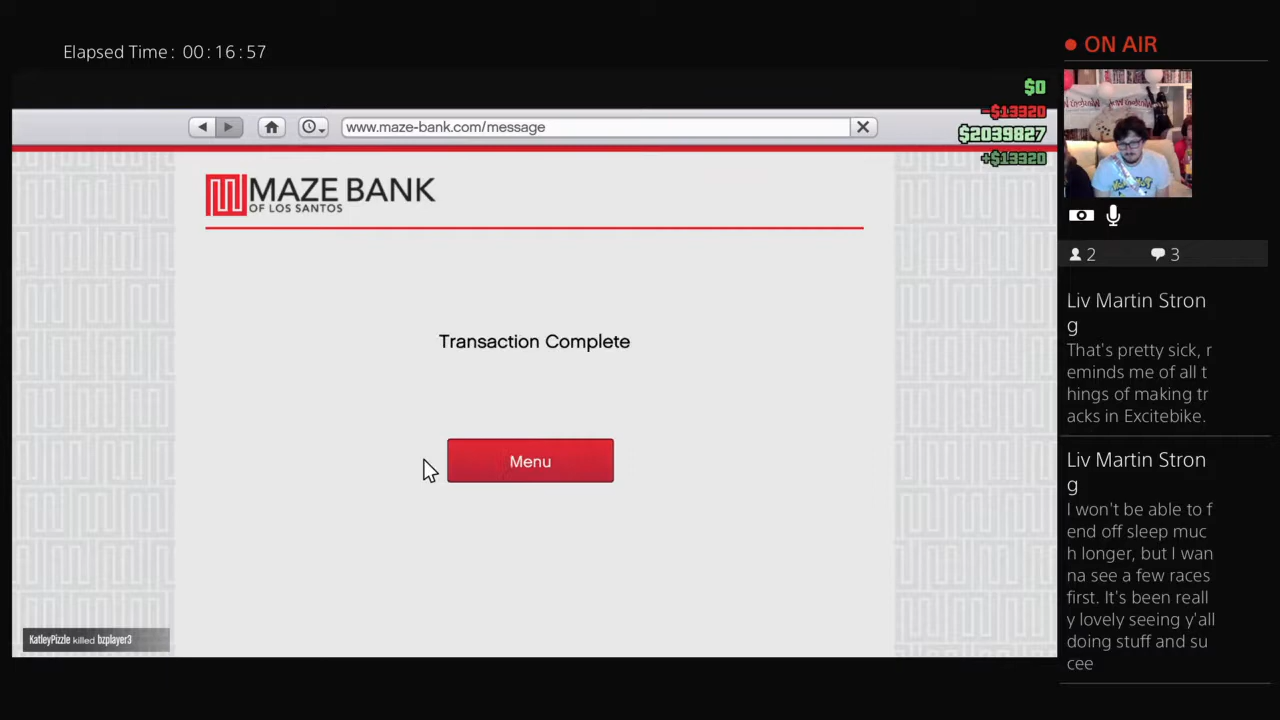 Elapsed Time: 00:16:57
ON AIR
$0
-$13320
$2039827
+$13320
www.maze-bank.com/message
MAZE BANK
OF LOS SANTOS
2
3
Transaction Complete
Menu
Liv Martin Stron
g
That's pretty sick, r
eminds me of all t
hings of making tr
acks in Excitebike.
Liv Martin Stron
g
I won't be able to f
end off sleep muc
h longer, but I wan
na see a few races
first. It's been reall
y lovely seeing y'all
doing stuff and su
cee
KatleyPizzle killed bzplayer3